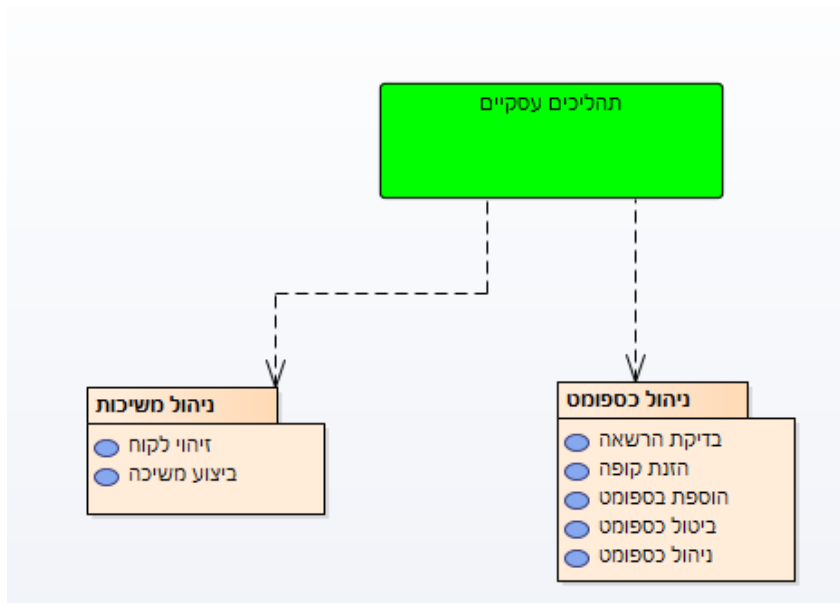 תהליכים עסקיים
ניהול כספומט
בדיקת הרשאה
הזנת קופה
הוספת בספומט
ביטול כספומט
ניהול כספומט
ניהול משיכות
זיהוי לקוח
ביצוע משיכה